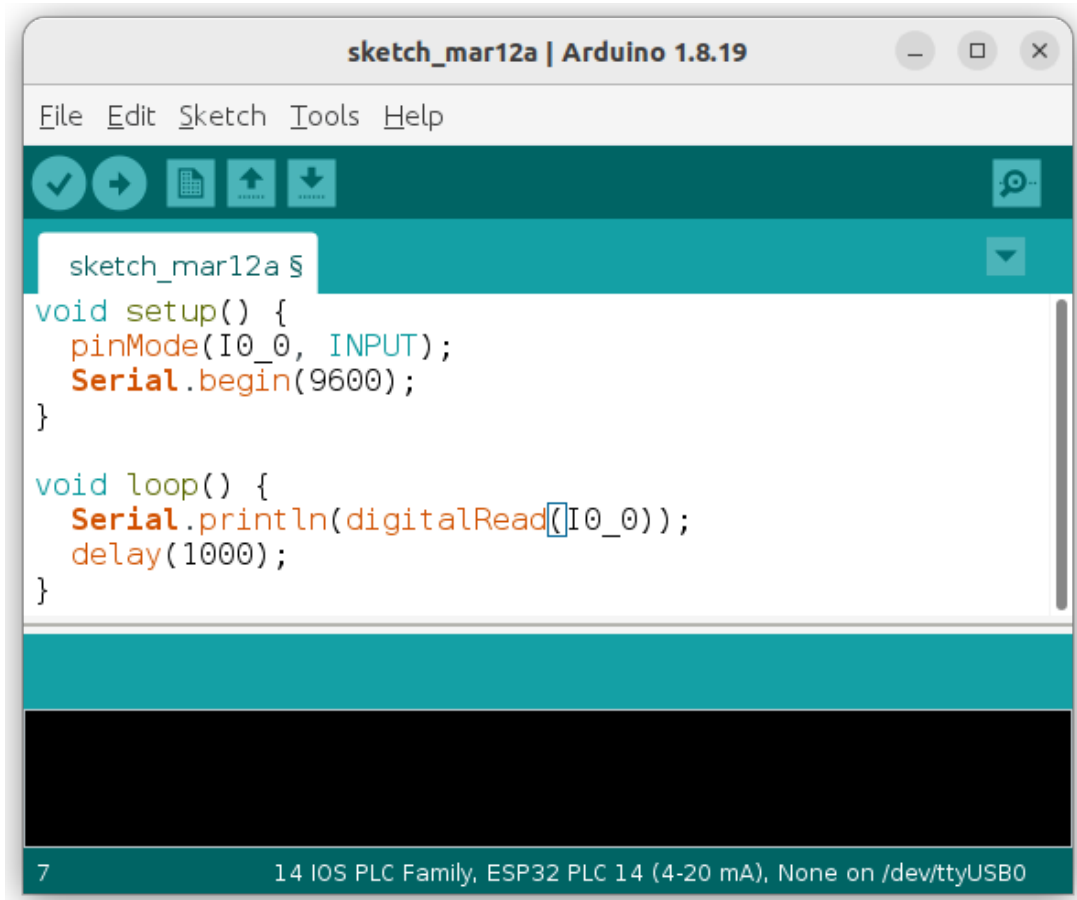 sketch_mar12a | Arduino 1.8.19
File Edit Sketch Tools Help
sketch_mar12a §
void setup() {
  pinMode(I0_0, INPUT);
  Serial.begin(9600);
}

void loop() {
  Serial.println(digitalRead(I0_0));
  delay(1000);
}
7 14 IOS PLC Family, ESP32 PLC 14 (4-20 mA), None on /dev/ttyUSB0